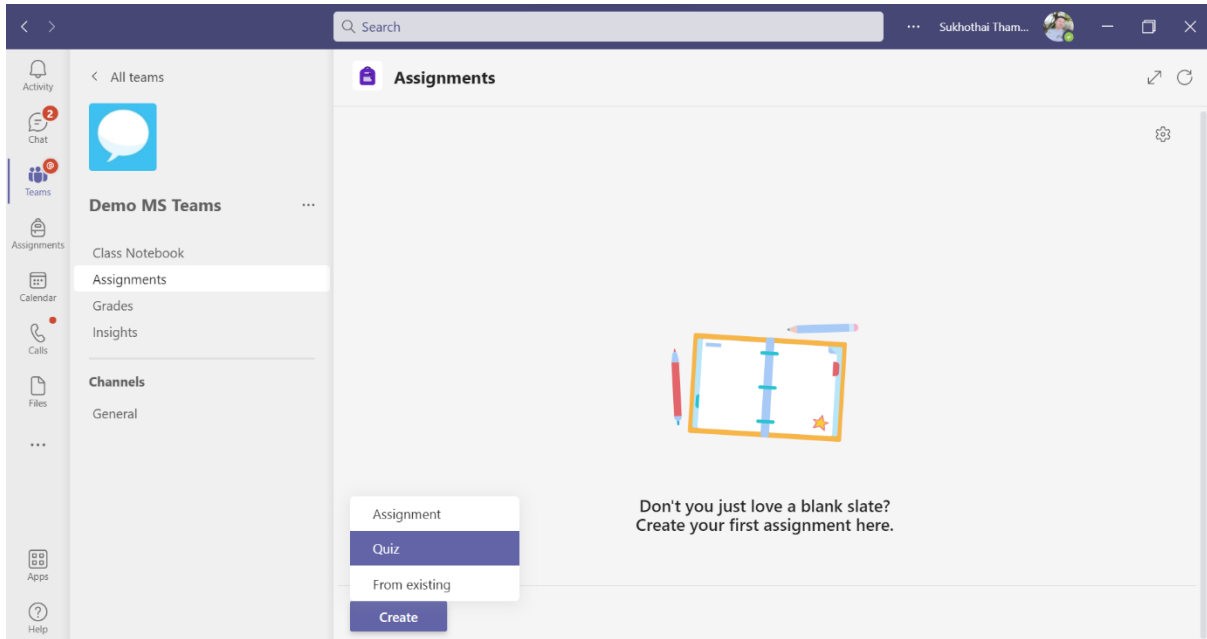 Search
Sukhothai Tham...
Activity
2
Chat
Teams
Assignments
Calendar
Calls
Files
Apps
Help
All teams
Demo MS Teams
Class Notebook
Assignments
Grades
Insights
Channels
General
Assignments
Don't you just love a blank slate?
Create your first assignment here.
Assignment
Quiz
From existing
Create